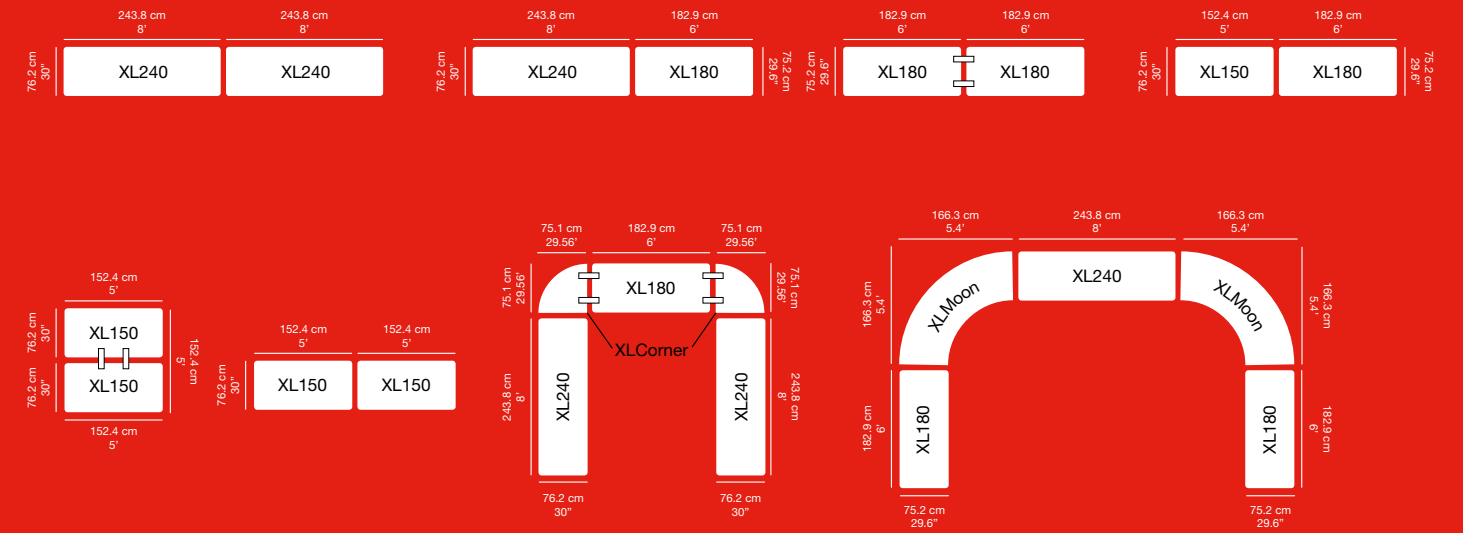 243.8 cm
8'
243.8 cm
8'
76.2 cm
30"
XL240
XL240
243.8 cm
8'
182.9 cm
6'
76.2 cm
30"
XL240
XL180
75.2 cm
29.6"
182.9 cm
6'
182.9 cm
6'
75.2 cm
29.6"
XL180
XL180
152.4 cm
5'
182.9 cm
6'
76.2 cm
30"
XL150
XL180
75.2 cm
29.6"
152.4 cm
5'
76.2 cm
30"
XL150
76.2 cm
30"
XL150
152.4 cm
5'
152.4 cm
5'
152.4 cm
5'
152.4 cm
5'
76.2 cm
30"
XL150
XL150
75.1 cm
29.56'
182.9 cm
6'
75.1 cm
29.56'
75.1 cm
29.56'
XL180
75.1 cm
29.56'
XLCorner
243.8 cm
8'
XL240
XL240
243.8 cm
8'
76.2 cm
30"
76.2 cm
30"
166.3 cm
5.4'
243.8 cm
8'
166.3 cm
5.4'
166.3 cm
5.4'
XLMoon
XL240
XLMoon
166.3 cm
5.4'
182.9 cm
6'
XL180
XL180
182.9 cm
6'
75.2 cm
29.6"
75.2 cm
29.6"